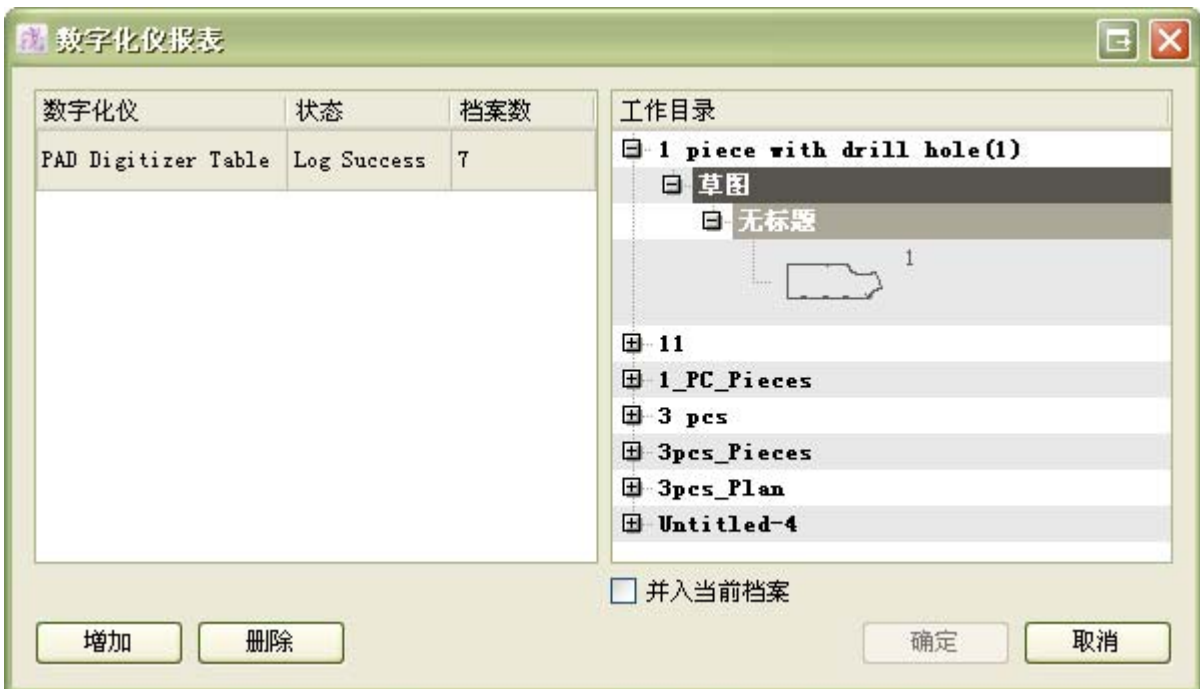 数字化仪报表
数字化仪 状态 档案数
PAD Digitizer Table Log Success 7
工作目录
1 piece with drill hole(1)
草图
无标题
1
11
1_PC_Pieces
3 pcs
3pcs_Pieces
3pcs_Plan
Untitled-4
并入当前档案
增加 删除 确定 取消